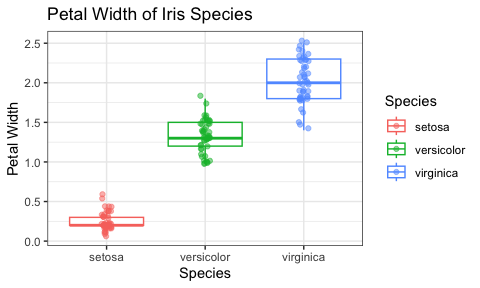 Petal Width of Iris Species
2.5
2.0
1.5
1.0
0.5
0.0
Petal Width
setosa versicolor virginica
Species
Species
setosa
versicolor
virginica